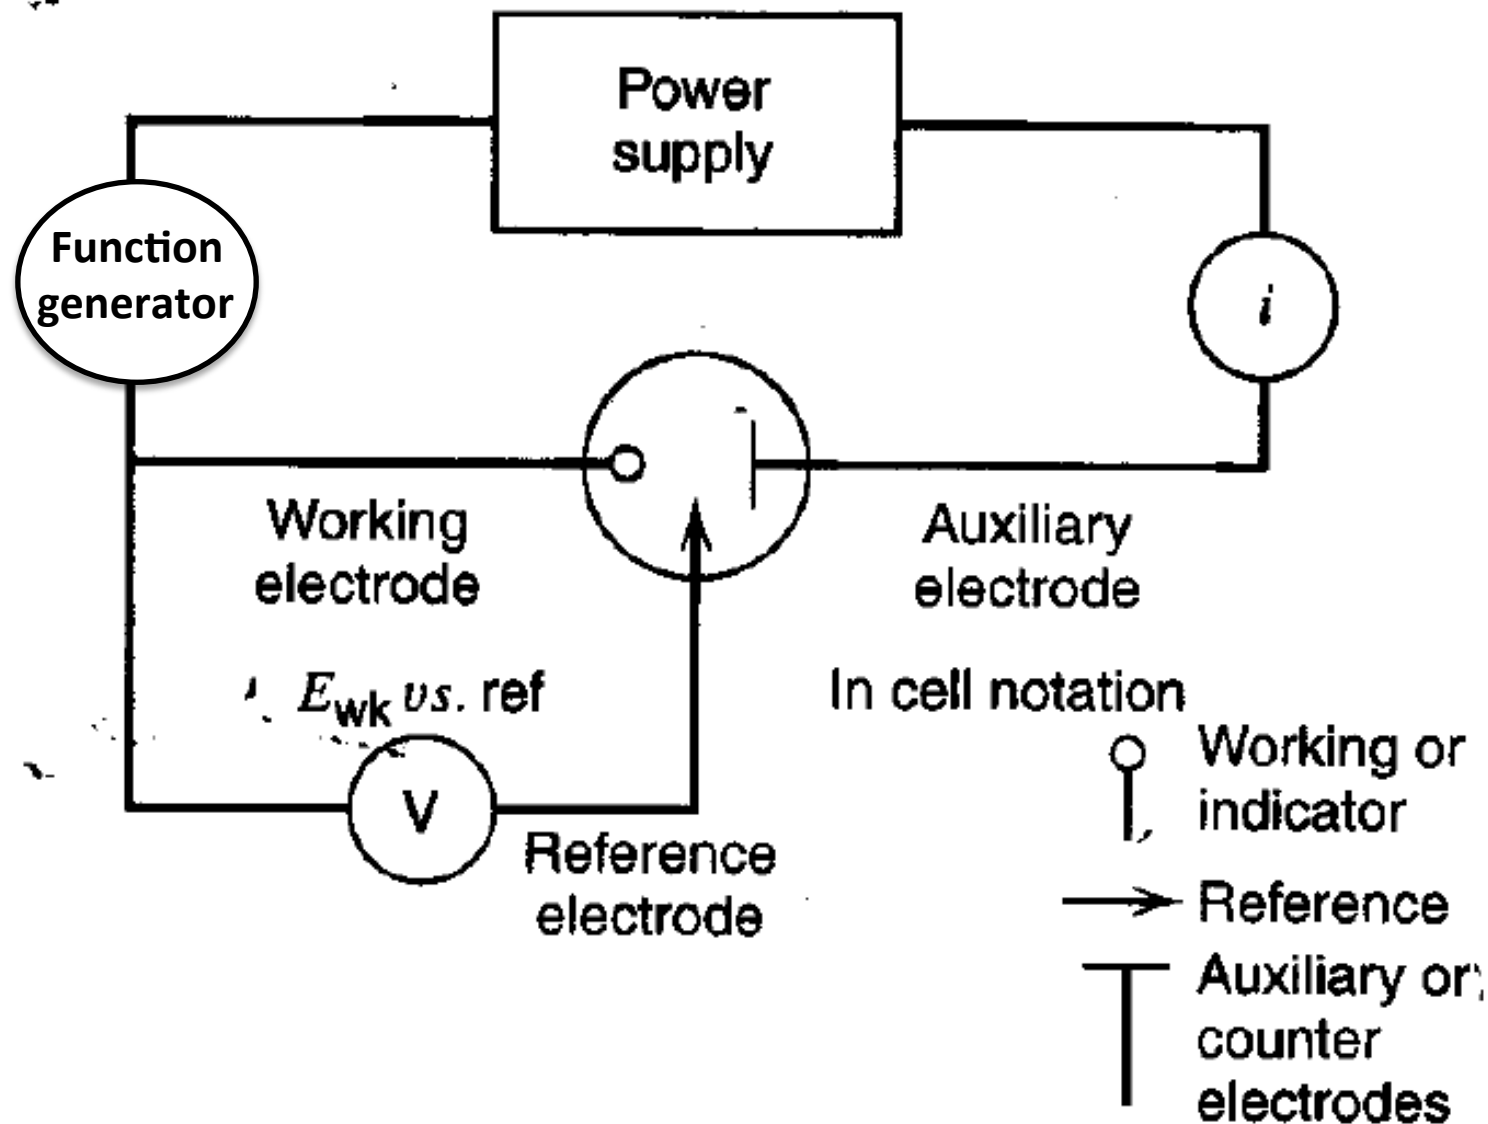 Power
supply
Function
generator
i
Working
electrode
Auxiliary
electrode
E_wk vs. ref
In cell notation
V
Reference
electrode
Working or
indicator
Reference
Auxiliary or
counter
electrodes